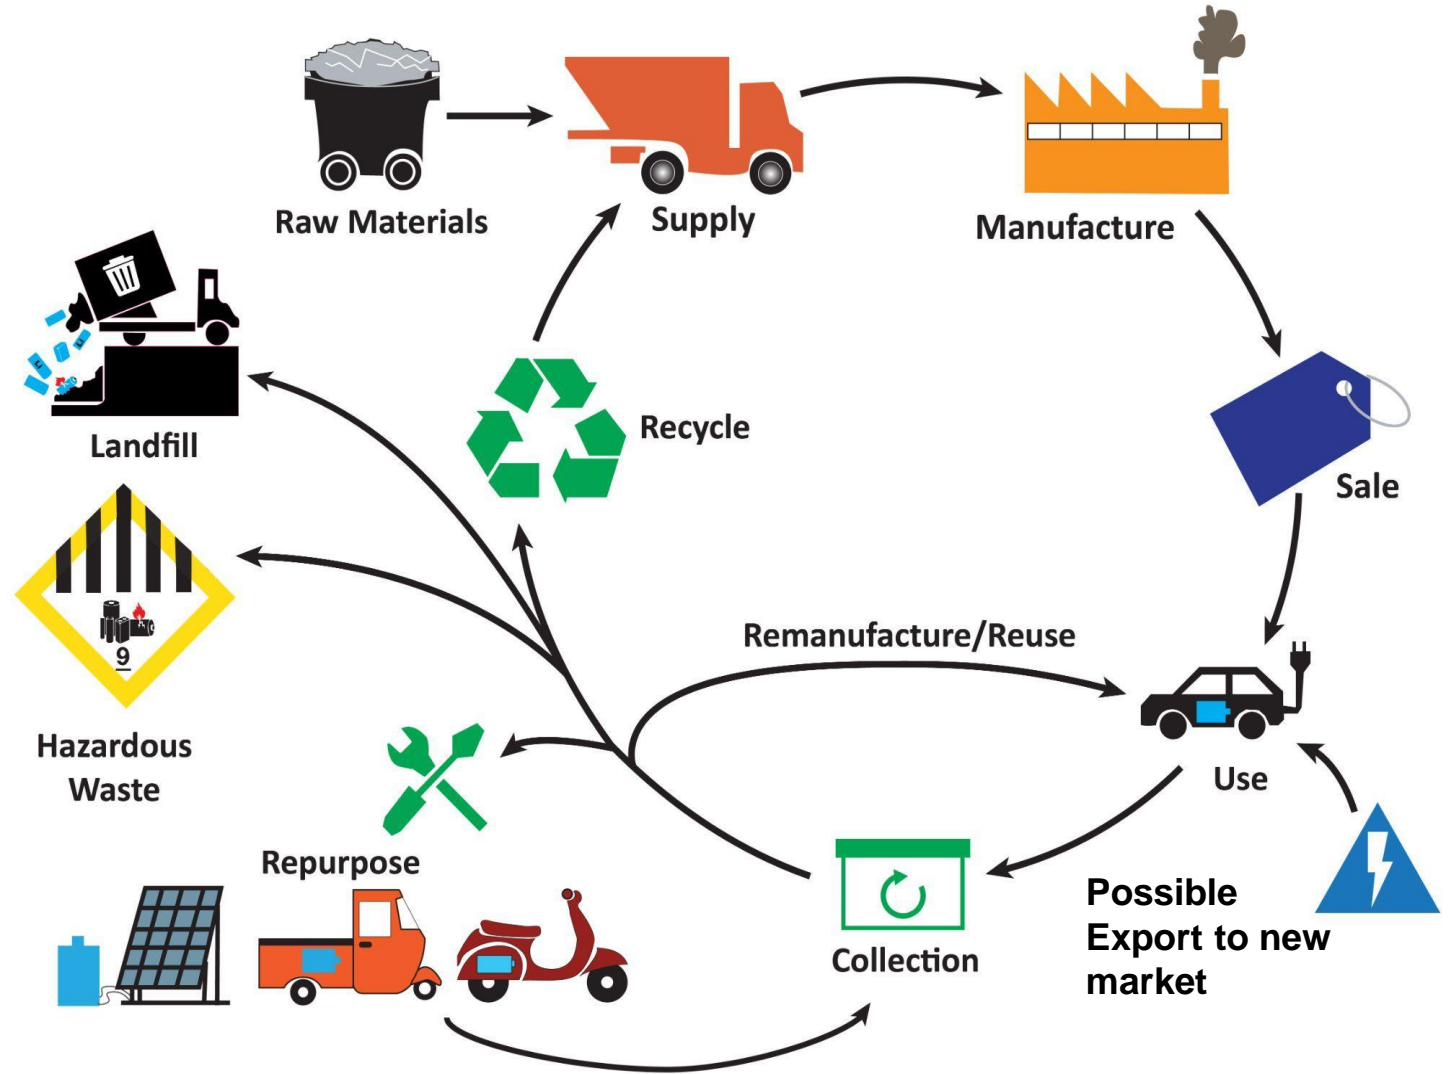 Raw Materials
Supply
Manufacture
Landfill
Recycle
Sale
9
Hazardous
Waste
Remanufacture/Reuse
Use
Repurpose
Collection
Possible
Export to new
market